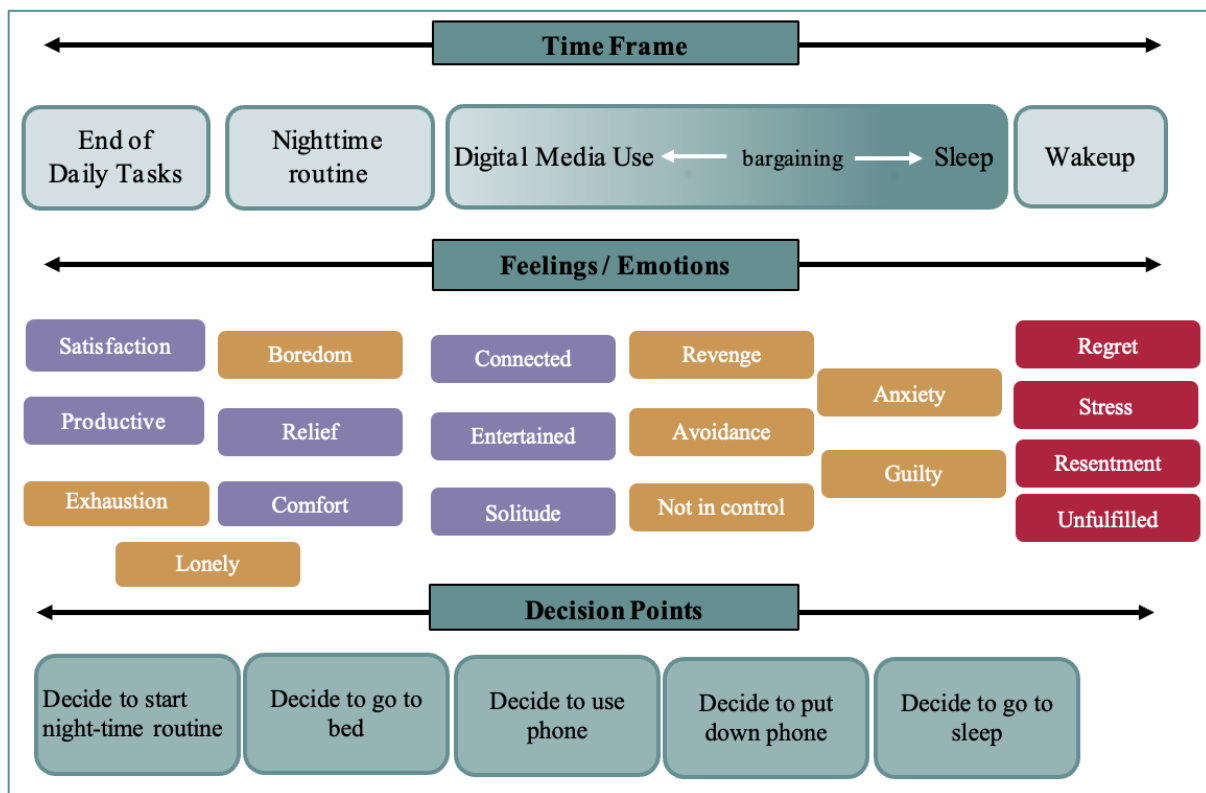 Time Frame
End of
Daily Tasks
Nighttime
routine
Digital Media Use
bargaining
Sleep
Wakeup
Feelings / Emotions
Satisfaction
Boredom
Connected
Revenge
Anxiety
Regret
Productive
Relief
Entertained
Avoidance
Guilty
Stress
Exhaustion
Comfort
Solitude
Not in control
Resentment
Lonely
Unfulfilled
Decision Points
Decide to start
night-time routine
Decide to go to
bed
Decide to use
phone
Decide to put
down phone
Decide to go to
sleep